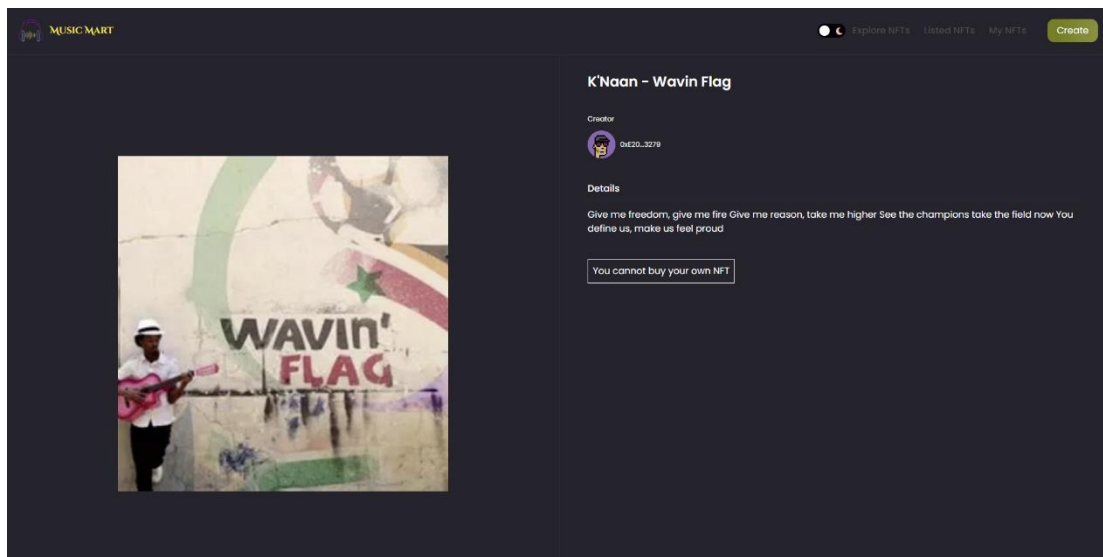 MUSIC MART
Explore NFTs Listed NFTs My NFTs Create
K'Naan - Wavin Flag
Creator
0xE20...3279
Details
Give me freedom, give me fire Give me reason, take me higher See the champions take the field now You
define us, make us feel proud
You cannot buy your own NFT
WAVIN'
FLAG